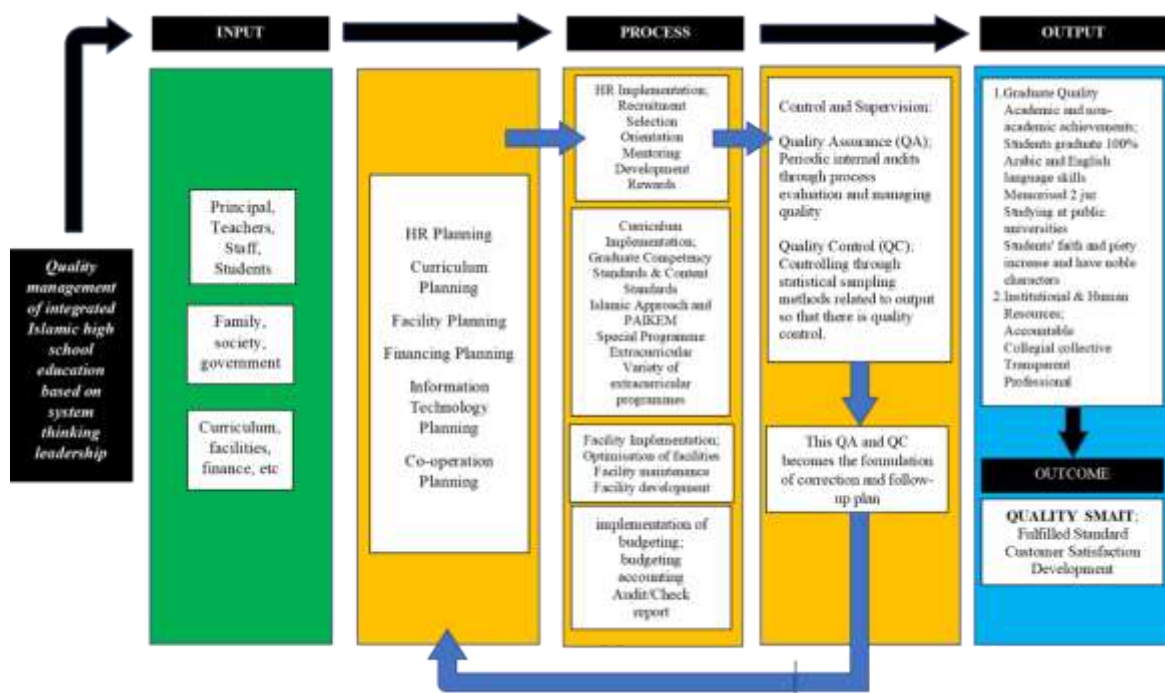 INPUT
PROCESS
OUTPUT
Quality
management
of integrated
Islamic high
school
education
based on
system
thinking
leadership
Principal,
Teachers,
Staff,
Students
Family,
society,
government
Curriculum,
facilities,
finance, etc
HR Planning
Curriculum
Planning
Facility Planning
Financing Planning
Information
Technology
Planning
Co-operation
Planning
HR Implementation;
Recruitment
Selection
Orientation
Mentoring
Development
Rewards
Curriculum
Implementation;
Graduate Competency
Standards & Content
Standards
Islamic Approach and
PAIKEM
Special Programme
Extracurricular
Variety of
extracurricular
programmes
Facility Implementation;
Optimisation of facilities
Facility maintenance
Facility development
implementation of
budgeting;
budgeting
accounting
Audit/Check
report
Control and Supervision:
Quality Assurance (QA);
Periodic internal audits
through process
evaluation and managing
quality
Quality Control (QC);
Controlling through
statistical sampling
methods related to output
so that there is quality
control.
This QA and QC
becomes the formulation
of correction and follow-
up plan
1.Graduate Quality
Academic and non-
academic achievements;
Students graduate 100%
Arabic and English
language skills
Memorised 2 juz
Studying at public
universities
Students' faith and piety
increase and have noble
characters
2.Institutional & Human
Resources;
Accountable
Collegial collective
Transparent
Professional
OUTCOME
QUALITY SMAIT;
Fulfilled Standard
Customer Satisfaction
Development